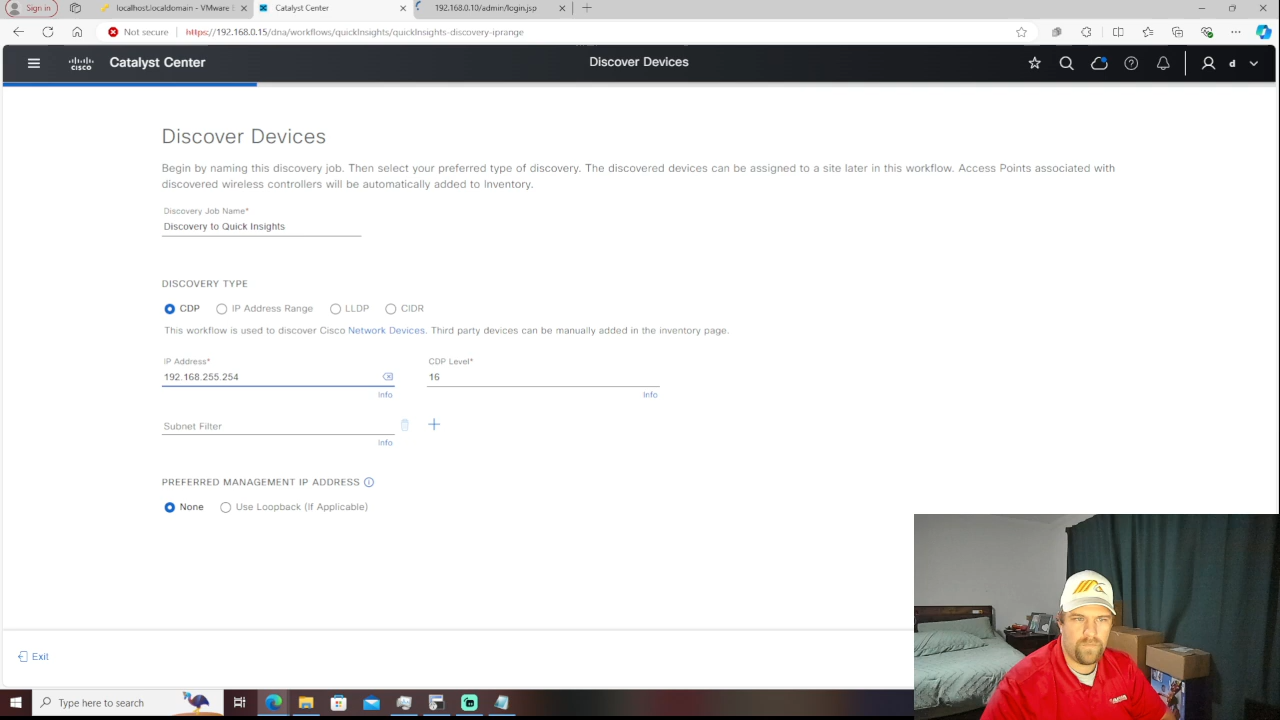 Sign in
localhost.localdomain - VMware
Catalyst Center
192.168.0.10/admin/login.jsp
Not secure
https://192.168.0.15/dna/workflows/quickInsights/quickInsights-discovery-iprange
CISCO
Catalyst Center
Discover Devices
d
Discover Devices
Begin by naming this discovery job. Then select your preferred type of discovery. The discovered devices can be assigned to a site later in this workflow. Access Points associated with
discovered wireless controllers will be automatically added to Inventory.
Discovery Job Name*
Discovery to Quick Insights
DISCOVERY TYPE
CDP IP Address Range LLDP CIDR
This workflow is used to discover Cisco Network Devices. Third party devices can be manually added in the inventory page.
IP Address* CDP Level*
192.168.255.254 16
Info Info
Subnet Filter
Info
PREFERRED MANAGEMENT IP ADDRESS
None Use Loopback (If Applicable)
Exit
Type here to search